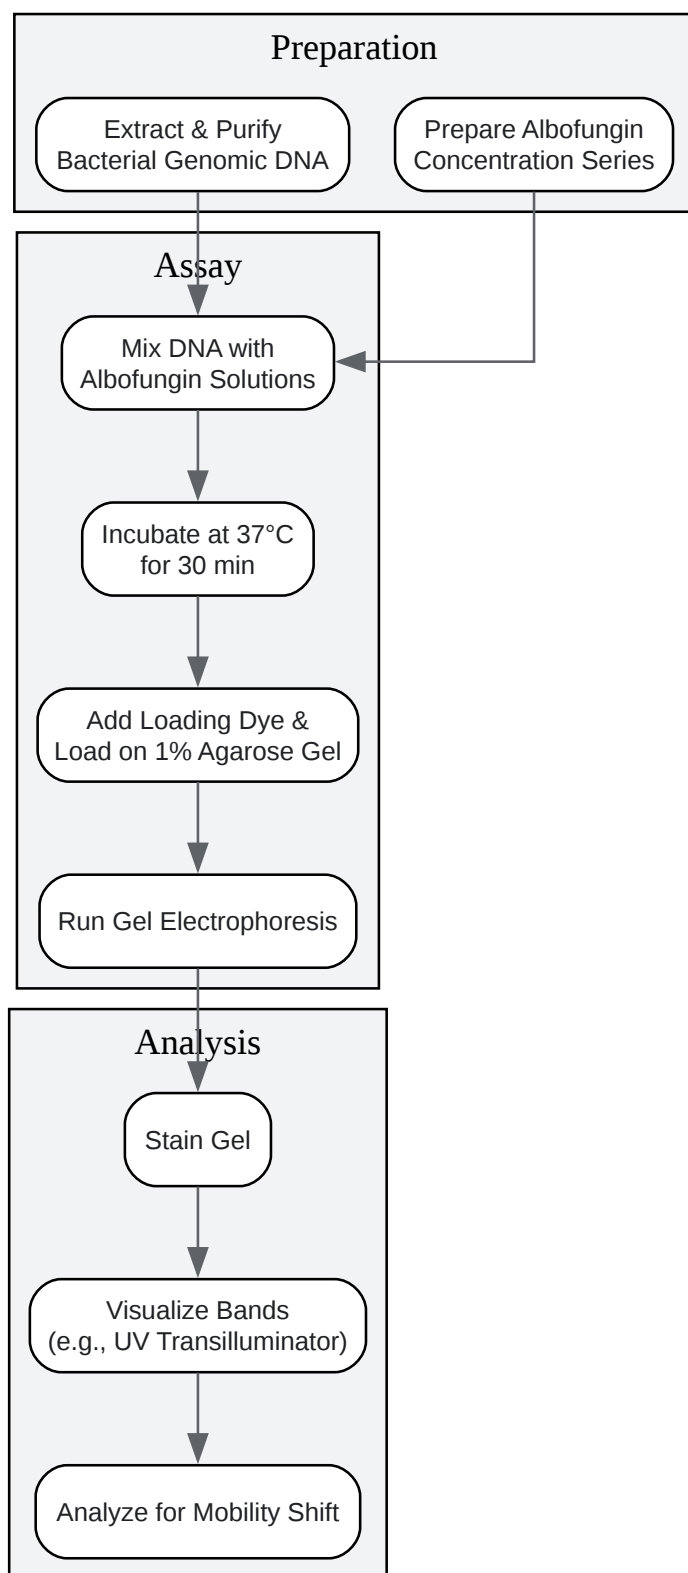 Preparation
Extract & Purify
Bacterial Genomic DNA
Prepare Albofungin
Concentration Series
Assay
Mix DNA with
Albofungin Solutions
Incubate at 37°C
for 30 min
Add Loading Dye &
Load on 1% Agarose Gel
Run Gel Electrophoresis
Analysis
Stain Gel
Visualize Bands
(e.g., UV Transilluminator)
Analyze for Mobility Shift